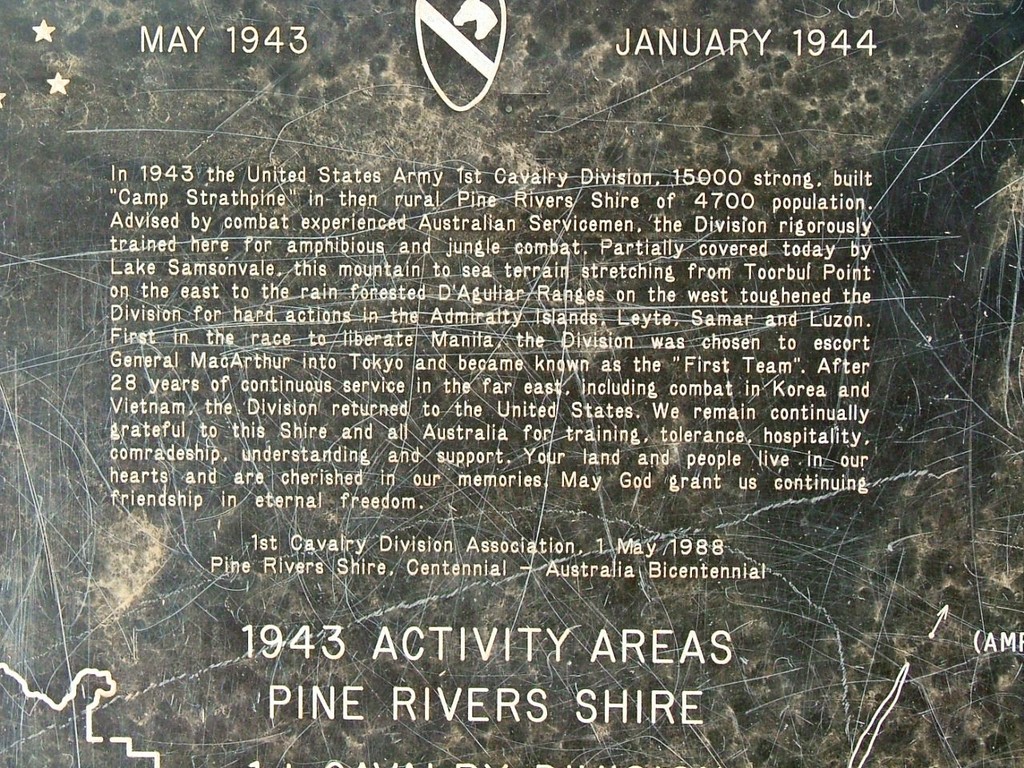 MAY 1943
JANUARY 1944
In 1943 the United States Army 1st Cavalry Division, 15000 strong, built
"Camp Strathpine" in then rural Pine Rivers Shire of 4700 population.
Advised by combat experienced Australian Servicemen, the Division rigorously
trained here for amphibious and jungle combat. Partially covered today by
Lake Samsonvale, this mountain to sea terrain stretching from Toorbul Point
on the east to the rain forested D'Aguliar Ranges on the west toughened the
Division for hard actions in the Admiralty Islands, Leyte, Samar and Luzon.
First in the race to liberate Manila, the Division was chosen to escort
General MacArthur into Tokyo and became known as the "First Team". After
28 years of continuous service in the far east, including combat in Korea and
Vietnam, the Division returned to the United States. We remain continually
grateful to this Shire and all Australia for training, tolerance, hospitality,
comradeship, understanding and support. Your land and people live in our
hearts and are cherished in our memories. May God grant us continuing
friendship in eternal freedom.
1st Cavalry Division Association, 1 May 1988
Pine Rivers Shire, Centennial - Australia Bicentennial
1943 ACTIVITY AREAS
(AMP
PINE RIVERS SHIRE
CAVALRY